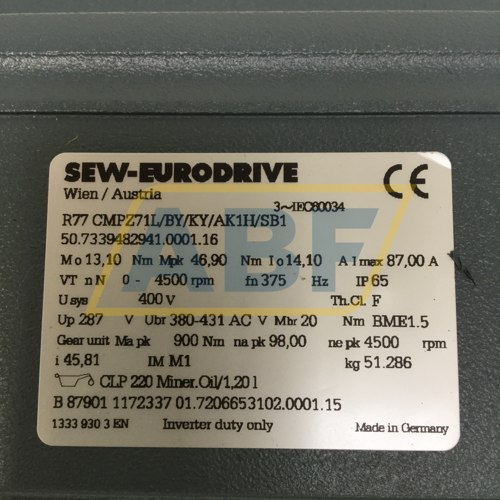 SEW-EURODRIVE CE
Wien / Austria
3~IEC60034
R77 CMPZ71L/BY/KY/AK1H/SB1
50.7339482941.0001.16
Mo 13,10 Nm Mpk 46,90 Nm Io 14,10 A Imax 87,00 A
VT nN 0- 4500 rpm fn 375 Hz IP 65
Usys 400 V Th.Cl. F
Up 287 V Ubr 380-431 AC V Mbr 20 Nm BME1.5
Gear unit Ma pk 900 Nm na pk 98,00 ne pk 4500 rpm
i 45,81 IM M1 kg 51.286
CLP 220 Miner.Oil/1,20 l
B 87901 1172337 01.7206653102.0001.15
1333 930 3 EN Inverter duty only Made in Germany
ABF